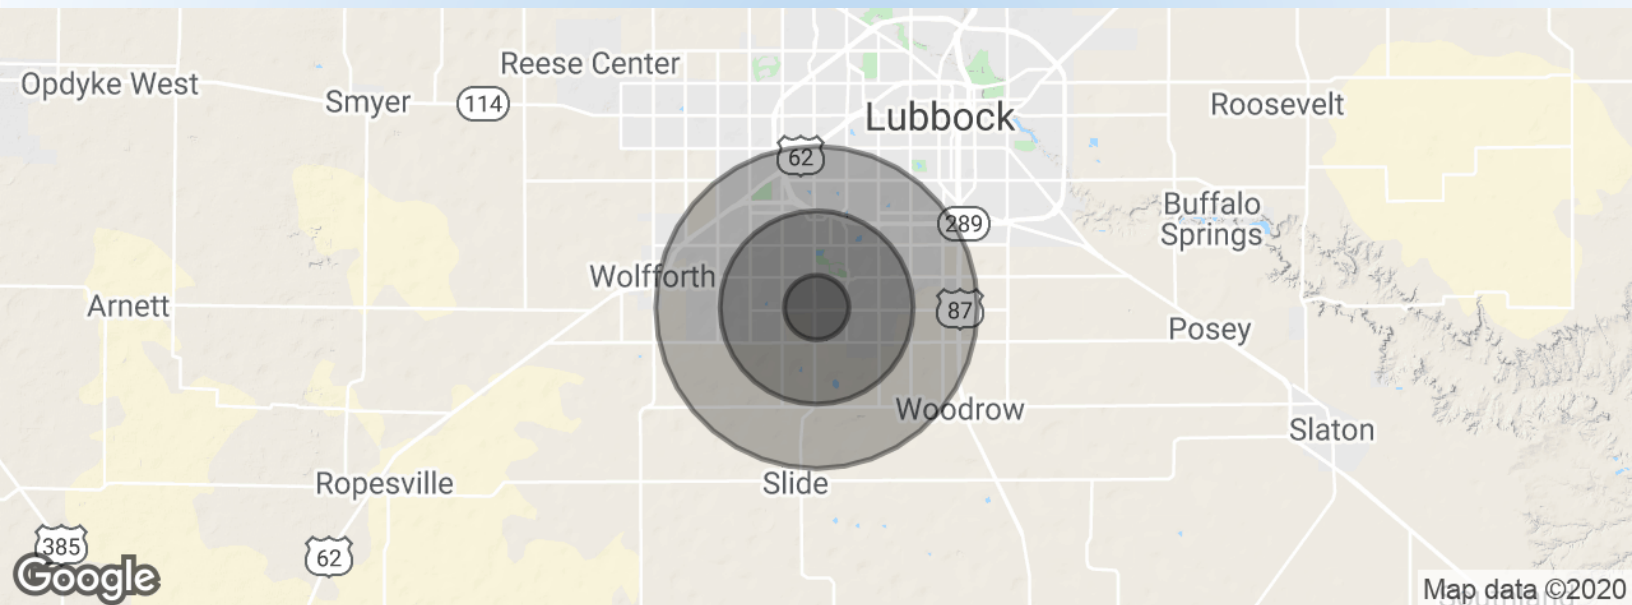 Reese Center
Opdyke West
Smyer
114
Lubbock
Roosevelt
62
Buffalo
Springs
289
Wolfforth
Arnett
87
Posey
Woodrow
Slaton
Ropesville
Slide
385
62
Google
Map data ©2020